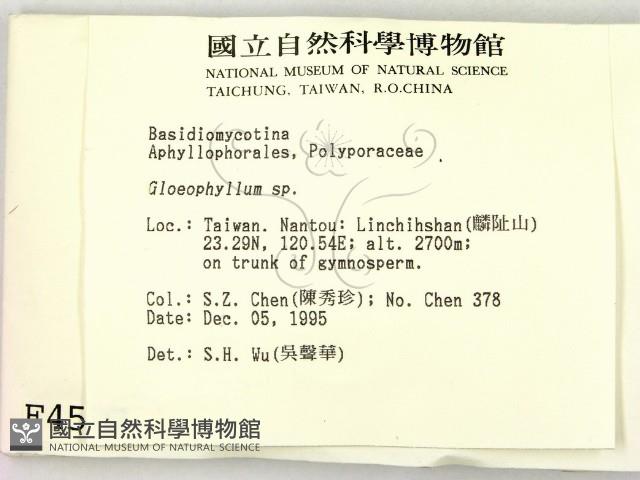 國立自然科學博物館
NATIONAL MUSEUM OF NATURAL SCIENCE
TAICHUNG, TAIWAN, R.O.CHINA
Basidiomycotina
Aphyllophorales, Polyporaceae
Gloeophyllum sp.
Loc.: Taiwan. Nantou: Linchihshan(麟趾山)
23.29N, 120.54E; alt. 2700m;
on trunk of gymnosperm.
Col.: S.Z. Chen(陳秀珍); No. Chen 378
Date: Dec. 05, 1995
Det.: S.H. Wu(吳聲華)
F45
國立自然科學博物館
NATIONAL MUSEUM OF NATURAL SCIENCE